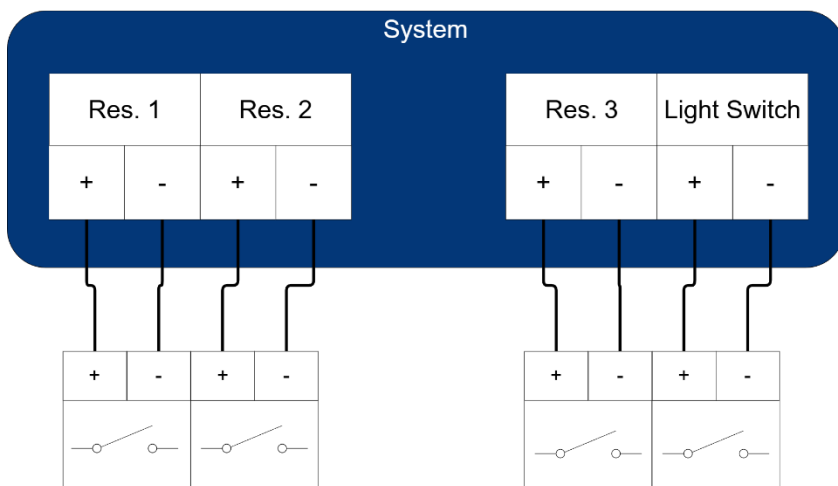 System
Res. 1 Res. 2 Res. 3 Light Switch
+ - + - + - + -
+ - + - + - + -